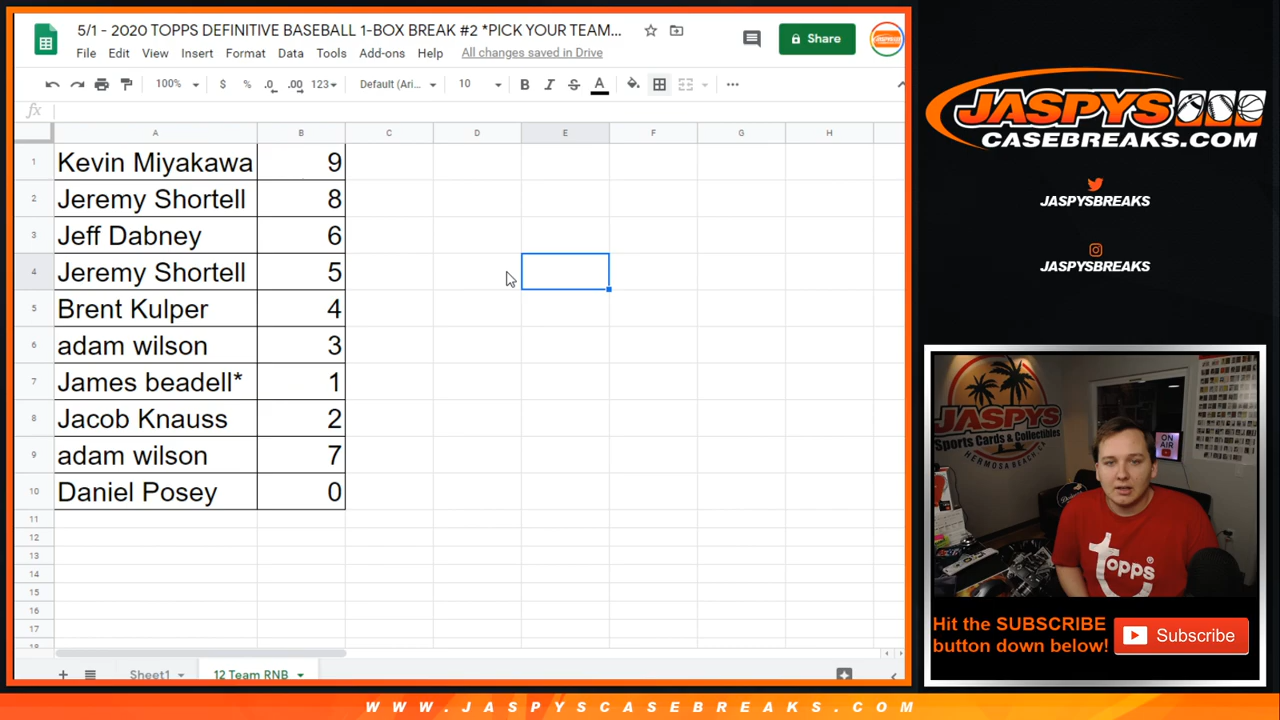 5/1 - 2020 TOPPS DEFINITIVE BASEBALL 1-BOX BREAK #2 *PICK YOUR TEAM...
File Edit View Insert Format Data Tools Add-ons Help All changes saved in Drive
Share
100% $ % .0 .00 123 Default (Ari... 10 B I S A
fx
A B C D E F G H
1 Kevin Miyakawa 9
2 Jeremy Shortell 8
3 Jeff Dabney 6
4 Jeremy Shortell 5
5 Brent Kulper 4
6 adam wilson 3
7 James beadell* 1
8 Jacob Knauss 2
9 adam wilson 7
10 Daniel Posey 0
11
12
13
14
15
16
17
18
Sheet1 12 Team RNB
JASPYS
CASEBREAKS.COM
JASPYSBREAKS
JASPYSBREAKS
JASPYS
Sports Cards & Collectibles
HERMOSA BEACH, CA
ON AIR
Dodgers
topps
Hit the SUBSCRIBE
button down below!
Subscribe
WWW.JASPYSCASEBREAKS.COM